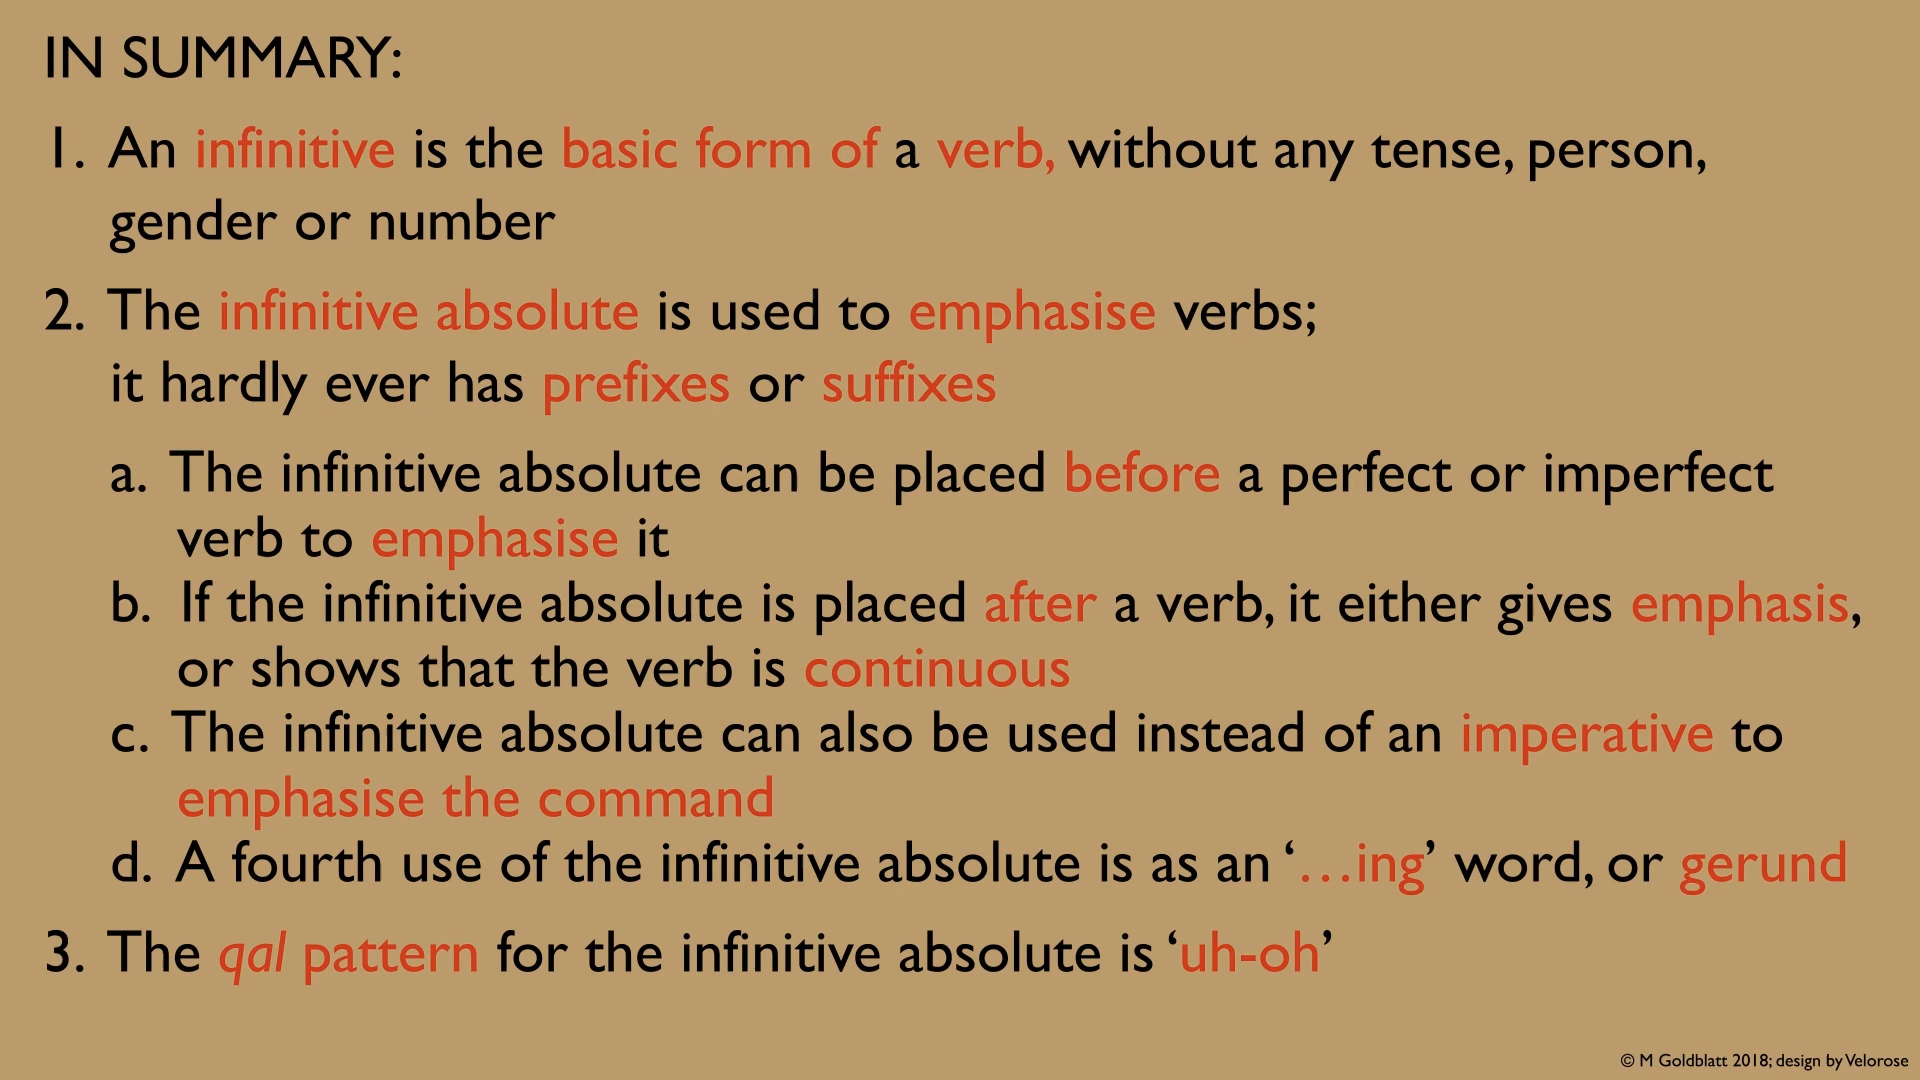 IN SUMMARY:
1. An infinitive is the basic form of a verb, without any tense, person,
gender or number
2. The infinitive absolute is used to emphasise verbs;
it hardly ever has prefixes or suffixes
a. The infinitive absolute can be placed before a perfect or imperfect
verb to emphasise it
b. If the infinitive absolute is placed after a verb, it either gives emphasis,
or shows that the verb is continuous
c. The infinitive absolute can also be used instead of an imperative to
emphasise the command
d. A fourth use of the infinitive absolute is as an ‘…ing’ word, or gerund
3. The qal pattern for the infinitive absolute is ‘uh-oh’
© M Goldblatt 2018; design by Velorose